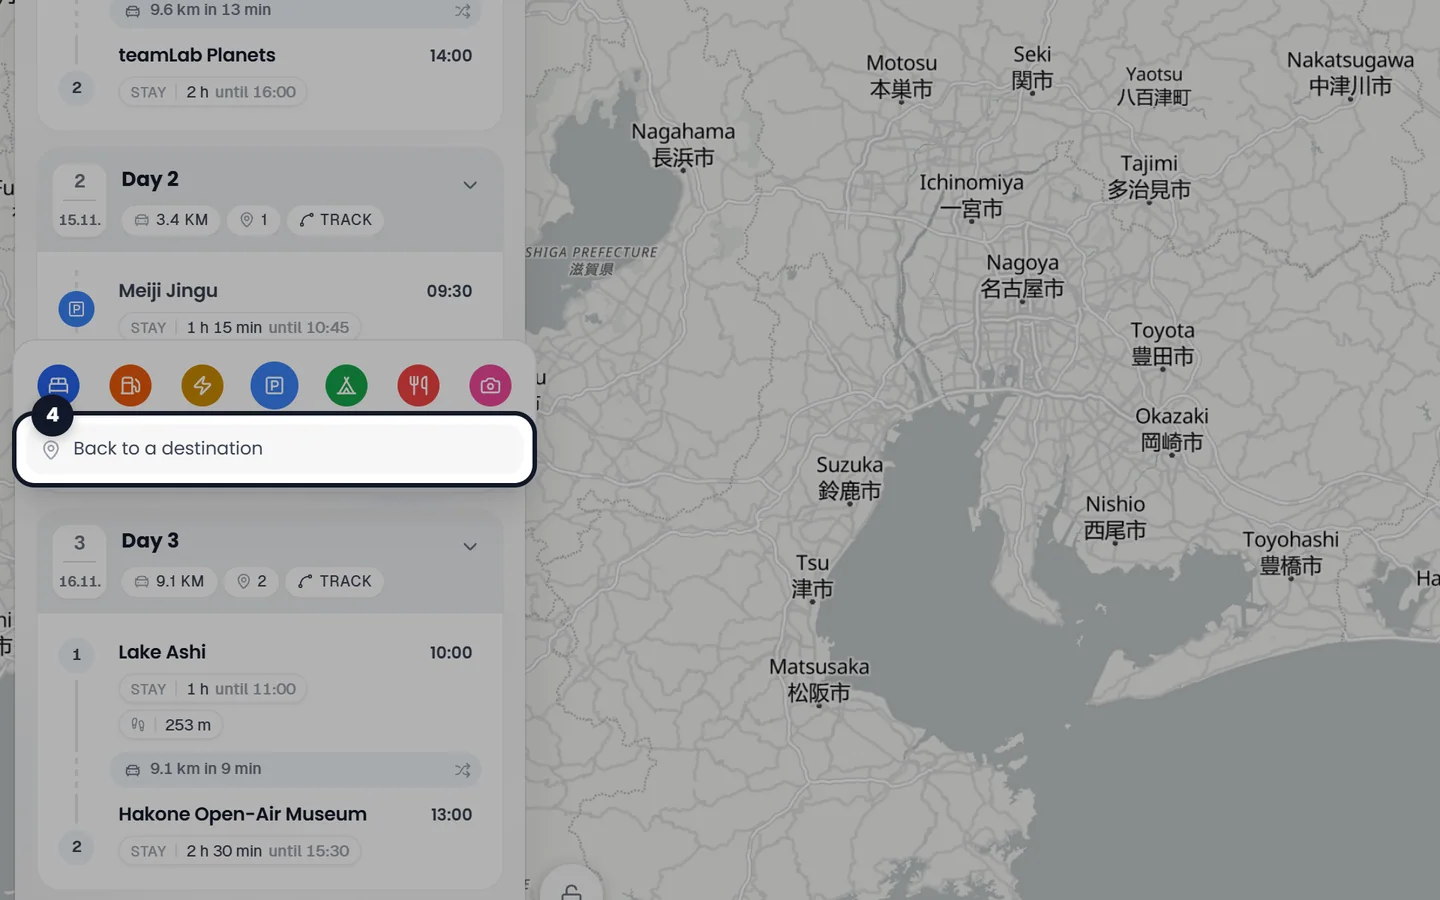 9.6 km in 13 min
teamLab Planets
14:00
2
STAY 2 h until 16:00
2
15.11.
Day 2
3.4 KM
1
TRACK
Meiji Jingu
09:30
P
STAY 1 h 15 min until 10:45
P
4
Back to a destination
3
16.11.
Day 3
9.1 KM
2
TRACK
1
Lake Ashi
10:00
STAY 1 h until 11:00
253 m
9.1 km in 9 min
Hakone Open-Air Museum
13:00
2
STAY 2 h 30 min until 15:30
Motosu
本巣市
Seki
関市
Yaotsu
八百津町
Nakatsugawa
中津川市
Nagahama
長浜市
Tajimi
多治見市
Ichinomiya
一宮市
SHIGA PREFECTURE
滋賀県
Nagoya
名古屋市
Toyota
豊田市
Okazaki
岡崎市
Suzuka
鈴鹿市
Nishio
西尾市
Toyohashi
豊橋市
Tsu
津市
Ha
Matsusaka
松阪市